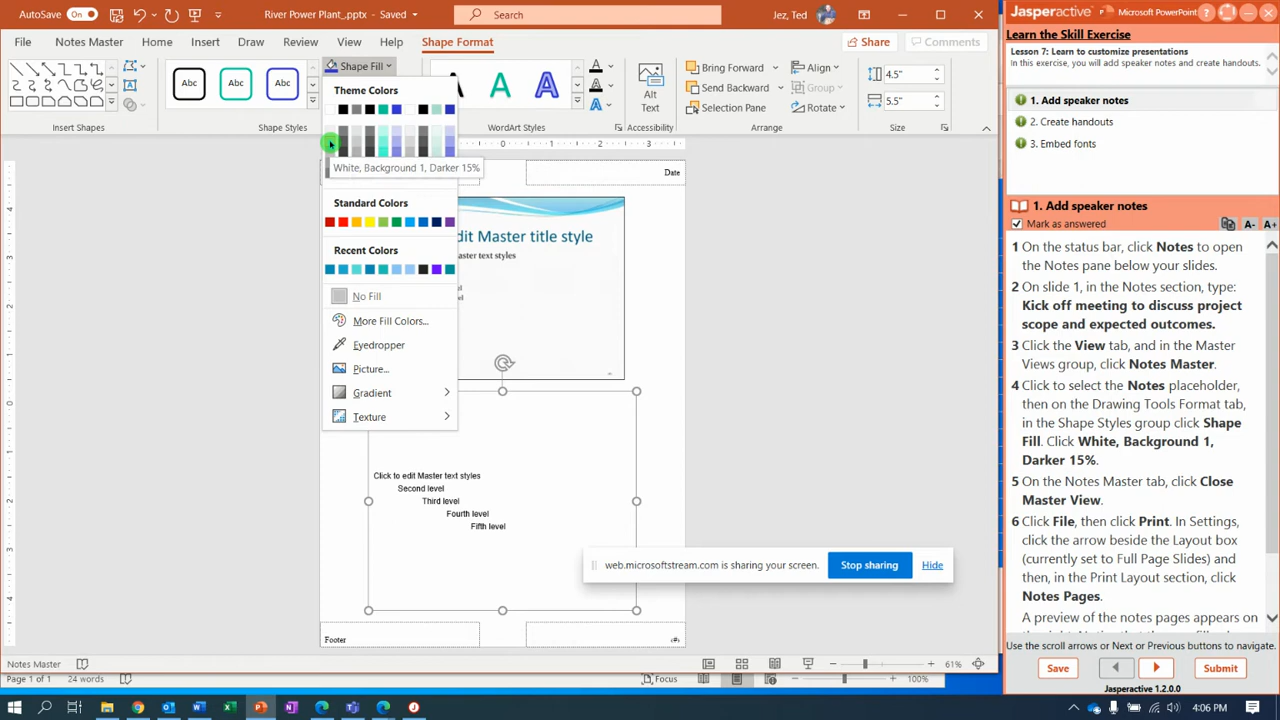 AutoSave On River Power Plant_.pptx • Saved Search Jaz, Ted
File Notes Master Home Insert Draw Record Review View Help Shape Format Share Comments
Shape Fill
Abc Abc Abc
Insert Shapes
Shape Styles
WordArt Styles
Alt
Text
Accessibility
Bring Forward
Send Backward
Selection Pane
Align
Group
Rotate
Arrange
4.5"
5.5"
Size
Theme Colors
White, Background 1, Darker 15%
Standard Colors
Recent Colors
No Fill
More Fill Colors...
Eyedropper
Picture...
Gradient
Texture
Date
dit Master title style
aster text styles
Click to edit Master text styles
Second level
Third level
Fourth level
Fifth level
Footer
‹#›
web.microsoftstream.com is sharing your screen. Stop sharing Hide
Notes Master 61%
Page 1 of 1 24 words Focus 100%
Jasperactive Microsoft PowerPoint
Learn the Skill Exercise
Lesson 7: Learn to customize presentations
In this exercise, you will add speaker notes and create handouts.
1. Add speaker notes
2. Create handouts
3. Embed fonts
1. Add speaker notes
Mark as answered A- A+
1 On the status bar, click Notes to open
the Notes pane below your slides.
2 On slide 1, in the Notes section, type:
Kick off meeting to discuss project
scope and expected outcomes.
3 Click the View tab, and in the Master
Views group, click Notes Master.
4 Click to select the Notes placeholder,
then on the Drawing Tools Format tab,
in the Shape Styles group click Shape
Fill. Click White, Background 1,
Darker 15%.
5 On the Notes Master tab, click Close
Master View.
6 Click File, then click Print. In Settings,
click the arrow beside the Layout box
(currently set to Full Page Slides) and
then, in the Print Layout section, click
Notes Pages.
A preview of the notes pages appears on
Use the scroll arrows or Next or Previous buttons to navigate.
Save Submit
Jasperactive 1.2.0.0
4:06 PM